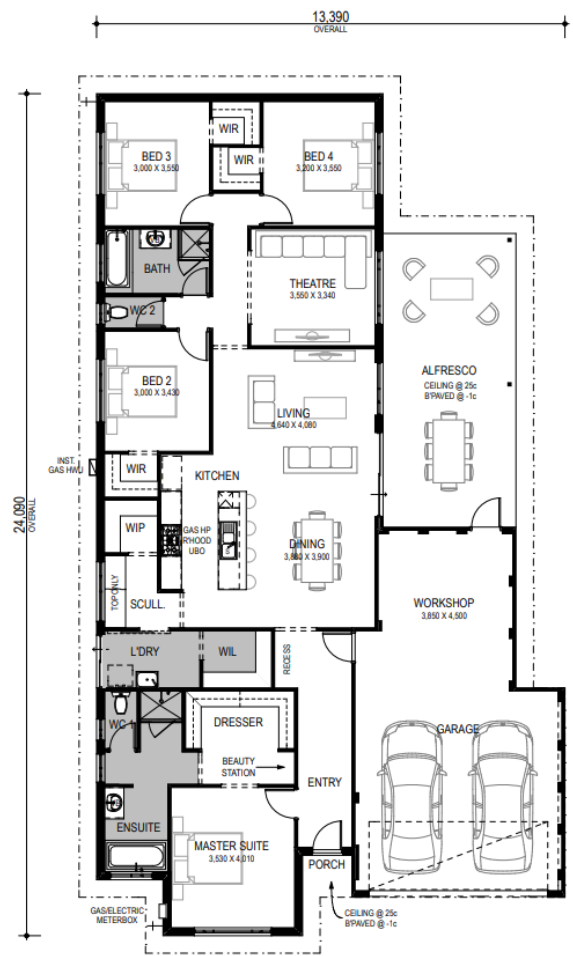 13,390
OVERALL
WIR
BED 3
3,000 X 3,550
WIR
BED 4
3,200 X 3,550
BATH
THEATRE
3,550 X 3,340
WC 2
ALFRESCO
CEILING @ 25c
B'PAVED @ -1c
BED 2
3,000 X 3,430
LIVING
4,640 X 4,080
INST.
GAS HWU
WIR
KITCHEN
24,090
OVERALL
WIP
GAS HP
R'HOOD
UBO
DINING
3,880 X 3,900
TOP ONLY
SCULL.
WORKSHOP
3,850 X 4,500
L'DRY
WIL
RECESS
WC 1
DRESSER
GARAGE
BEAUTY
STATION
ENTRY
ENSUITE
MASTER SUITE
3,530 X 4,010
PORCH
GAS/ELECTRIC
METERBOX
CEILING @ 25c
B'PAVED @ -1c